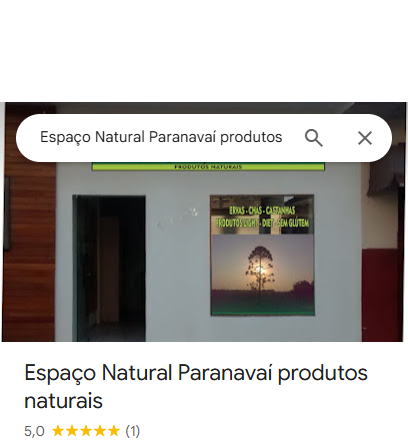 Espaço Natural Paranavaí produtos
PRODUTOS NATURAIS
ERVAS - CHAS - CASTANHAS
PRODUTOS LIGHT - DIET - SEM GLÚTEM
Espaço Natural Paranavaí produtos
naturais
5,0 ★★★★★ (1)